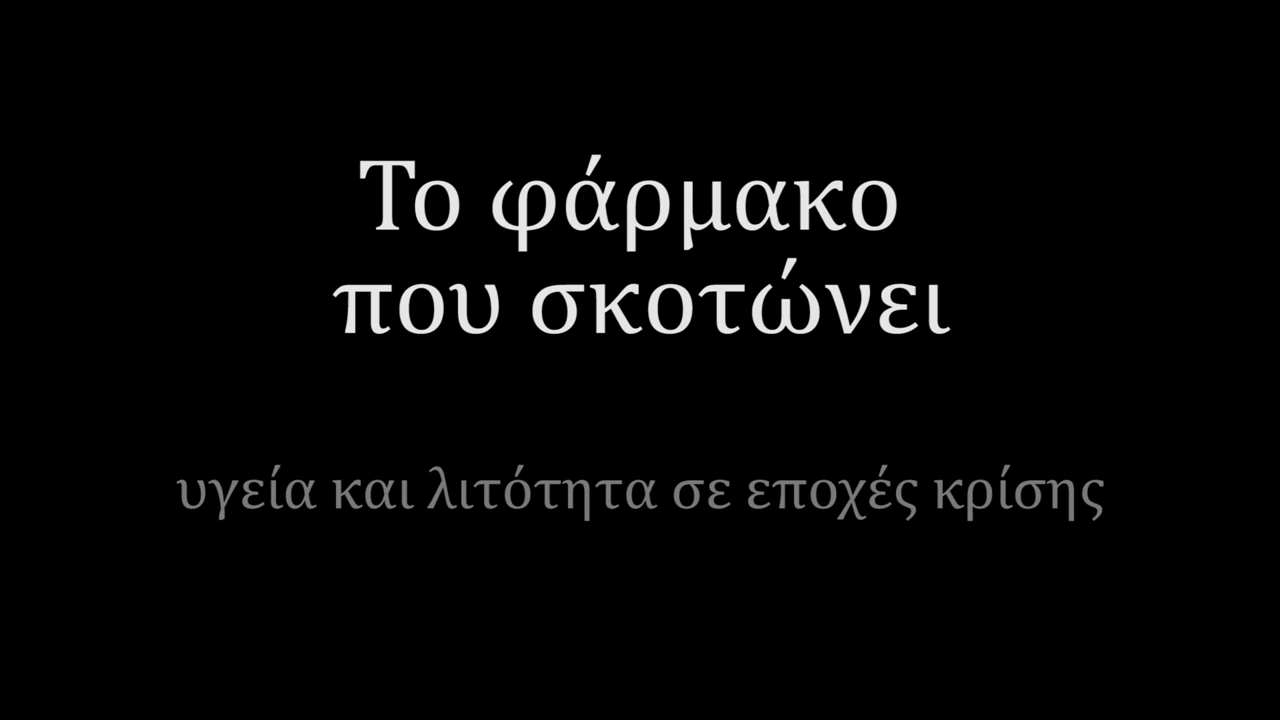 Το φάρμακο
που σκοτώνει
υγεία και λιτότητα σε εποχές κρίσης